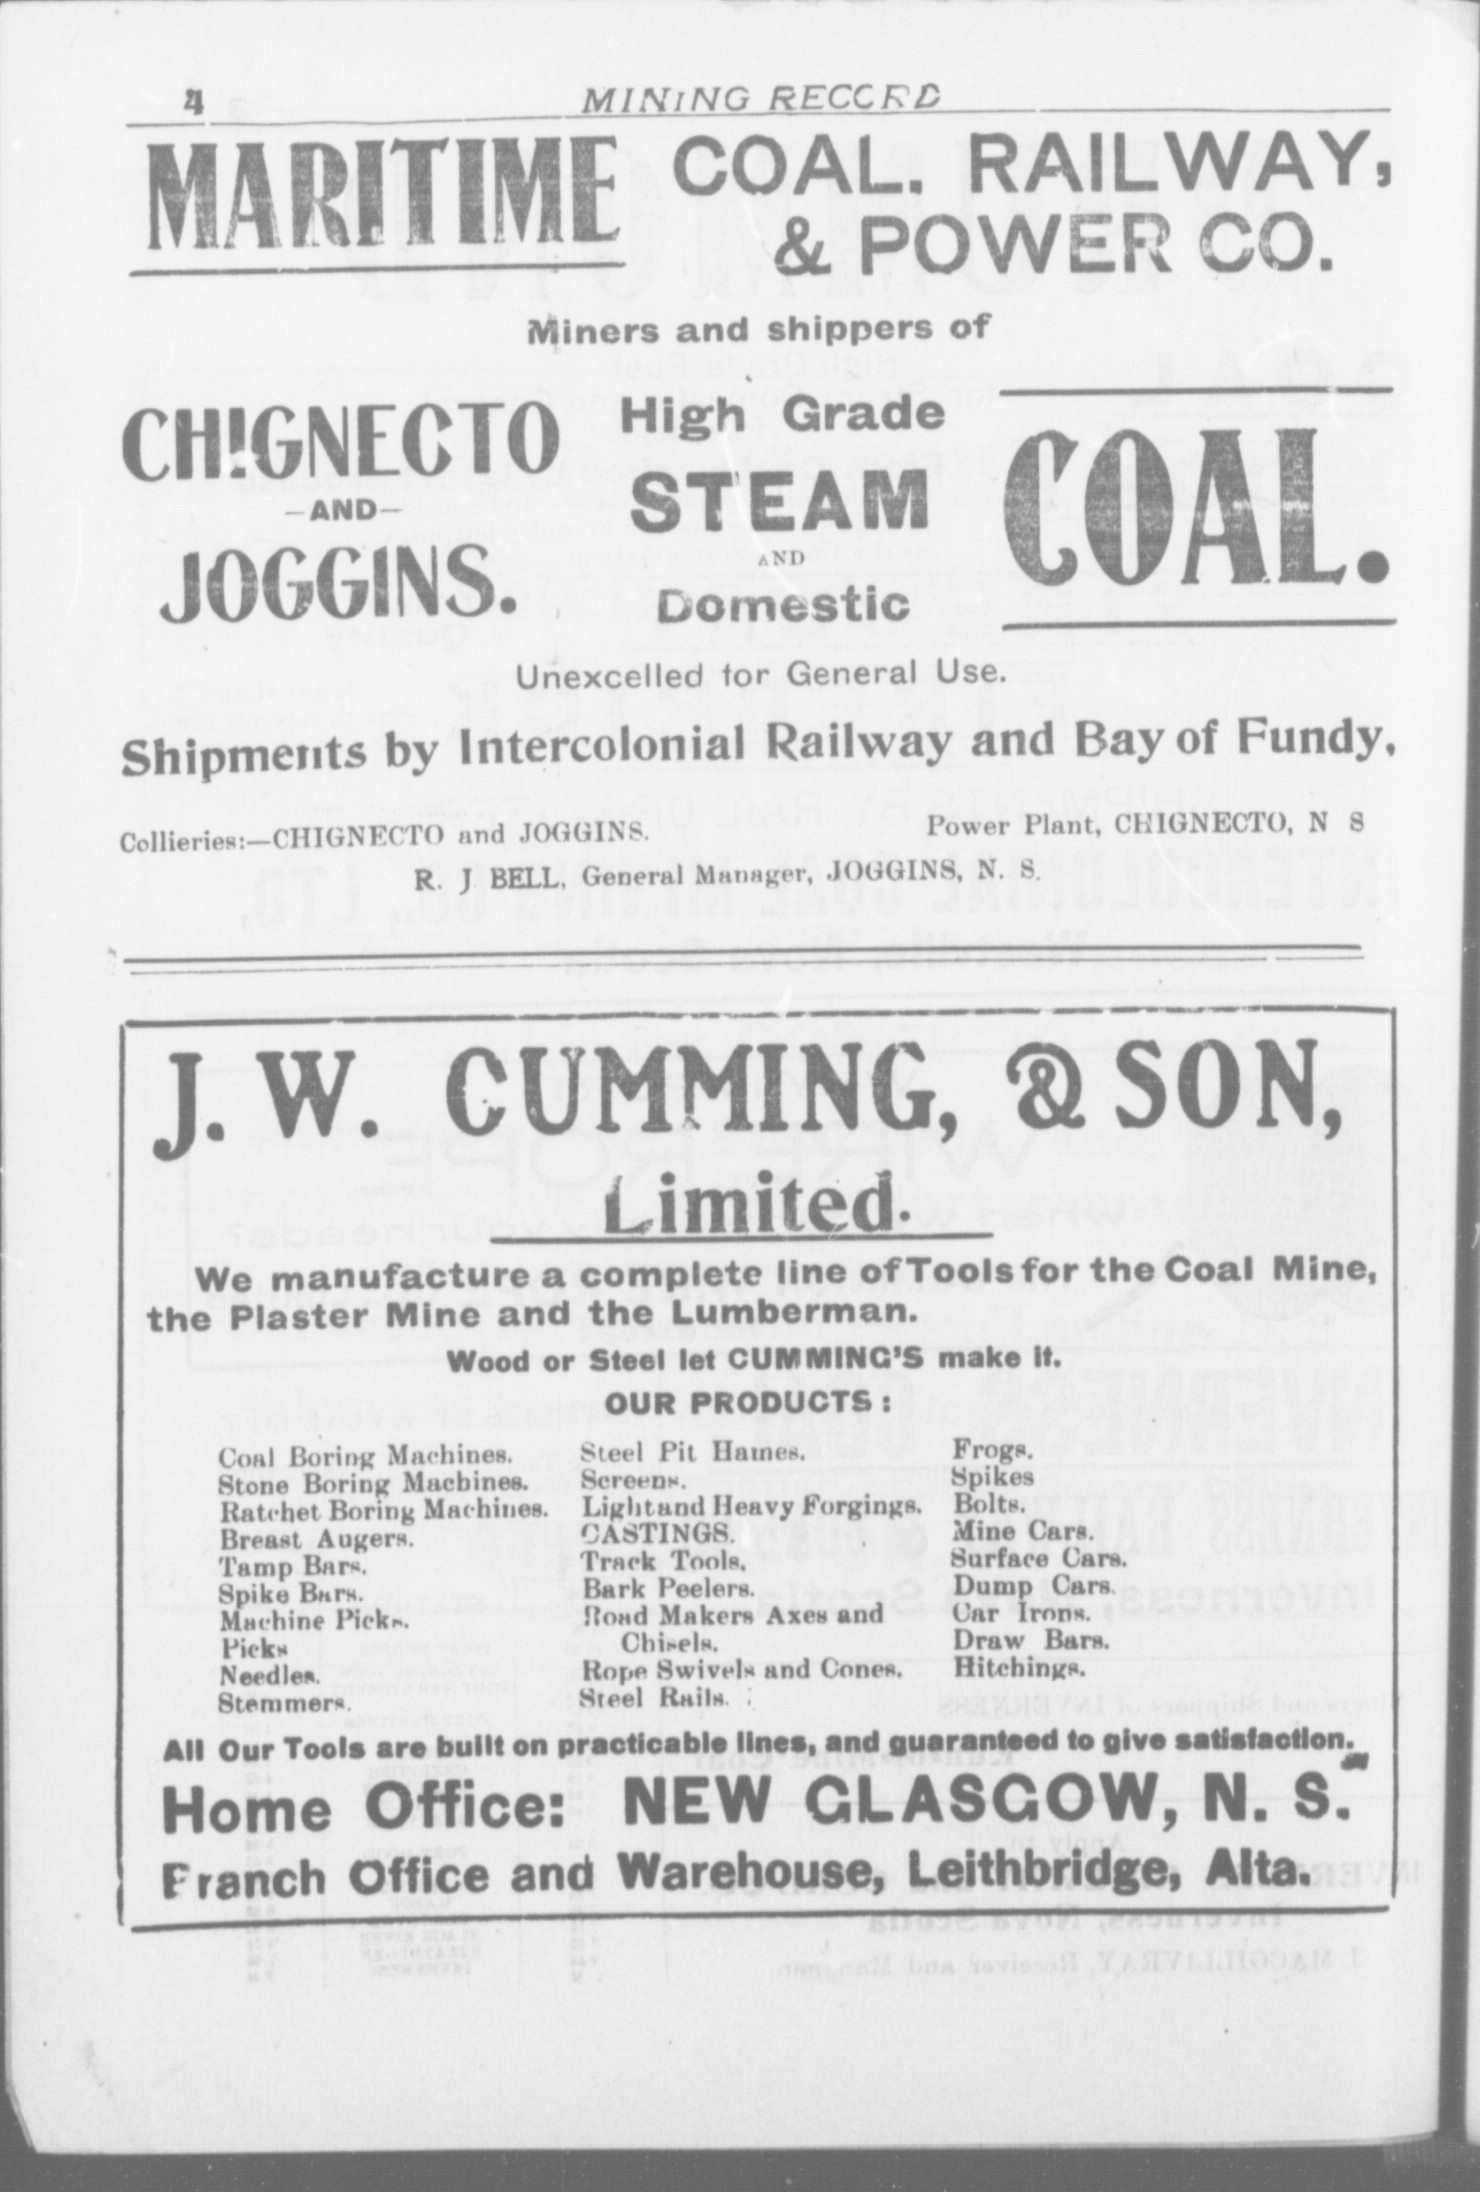 4 MINING RECORD
MARITIME COAL. RAILWAY,
& POWER CO.
Miners and shippers of
CHIGNECTO
—AND—
JOGGINS.
High Grade
STEAM
AND
Domestic
COAL.
Unexcelled for General Use.
Shipments by Intercolonial Railway and Bay of Fundy,
Collieries:—CHIGNECTO and JOGGINS. Power Plant, CHIGNECTO, N S
R. J BELL, General Manager, JOGGINS, N. S.
J. W. CUMMING, & SON,
Limited.
We manufacture a complete line of Tools for the Coal Mine,
the Plaster Mine and the Lumberman.
Wood or Steel let CUMMING'S make it.
OUR PRODUCTS:
Coal Boring Machines.
Stone Boring Machines.
Ratchet Boring Machines.
Breast Augers.
Tamp Bars.
Spike Bars.
Machine Picks.
Picks
Needles.
Stemmers.
Steel Pit Hames.
Screens.
Light and Heavy Forgings.
CASTINGS.
Track Tools.
Bark Peelers.
Road Makers Axes and
Chisels.
Rope Swivels and Cones.
Steel Rails.
Frogs.
Spikes
Bolts.
Mine Cars.
Surface Cars.
Dump Cars.
Car Irons.
Draw Bars.
Hitchings.
All Our Tools are built on practicable lines, and guaranteed to give satisfaction.
Home Office: NEW GLASGOW, N. S.
Branch Office and Warehouse, Leithbridge, Alta.